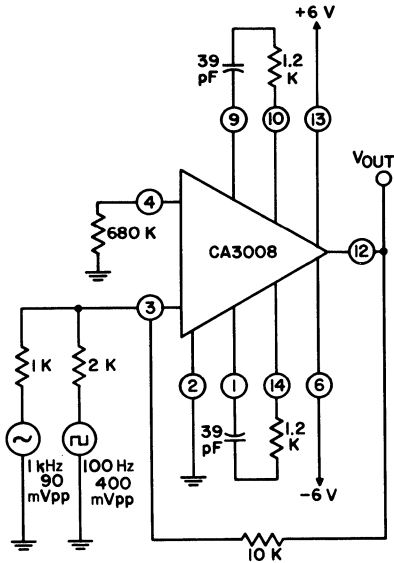 +6 V
39
pF
1.2
K
9
10
13
VOUT
4
680 K
CA3008
12
3
1K
2 K
2
1
14
6
39
pF
1.2
K
1 kHz
90
mVpp
100 Hz
400
mVpp
-6 V
10 K